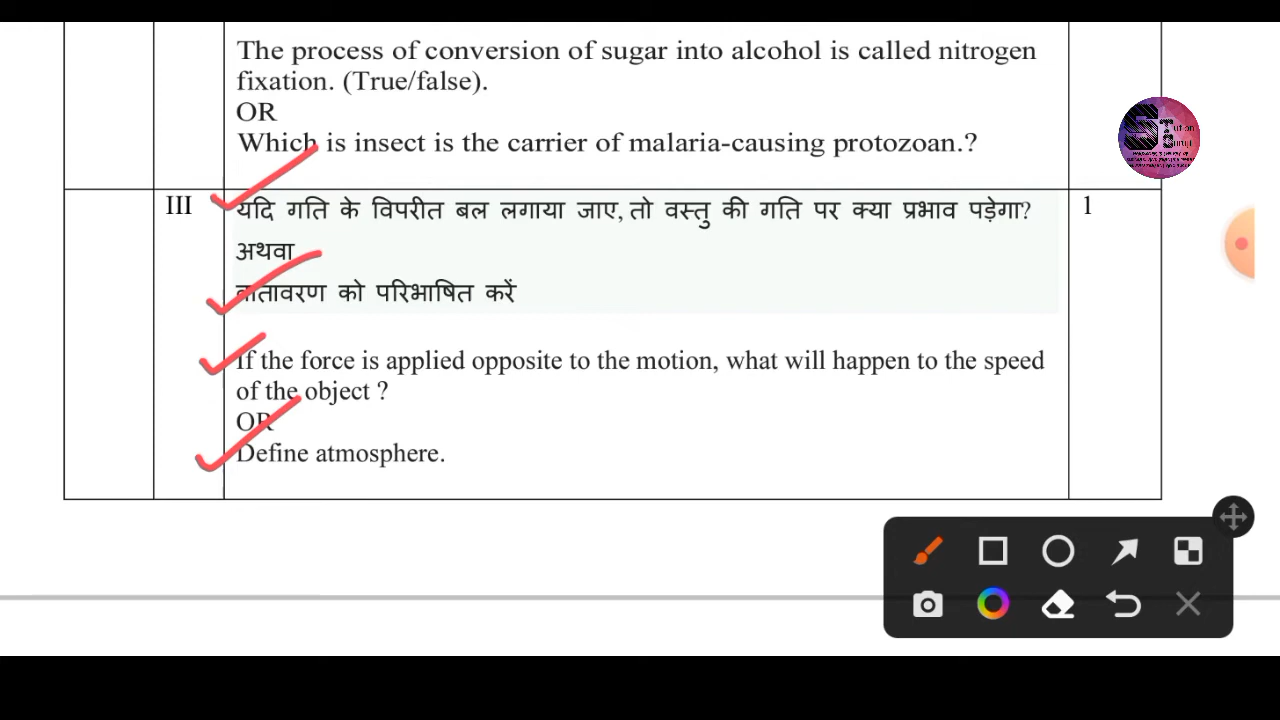 The process of conversion of sugar into alcohol is called nitrogen
fixation. (True/false).
OR
Which is insect is the carrier of malaria-causing protozoan.?
III
यदि गति के विपरीत बल लगाया जाए, तो वस्तु की गति पर क्या प्रभाव पड़ेगा?
1
अथवा
वातावरण को परिभाषित करें
If the force is applied opposite to the motion, what will happen to the speed
of the object ?
OR
Define atmosphere.